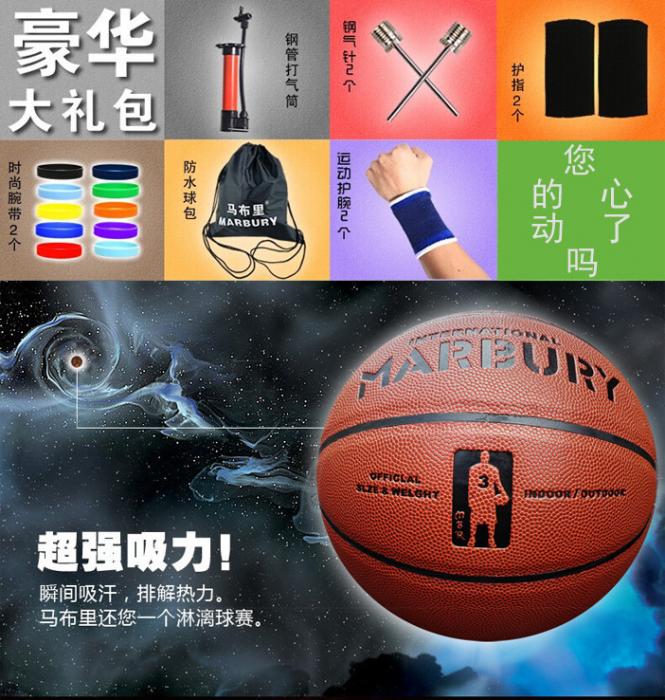 豪华
大礼包
钢管打气筒
钢气针2个
护指2个
时尚腕带2个
防水球包
马布里
MARBURY
运动护腕2个
您
的 心
动 了
吗
INTERNATIONAL
MARBURY
OFFICLAL
SIZE & WELGHT
3
INDOOR / OUTDOOR
超强吸力!
瞬间吸汗，排解热力。
马布里还您一个淋漓球赛。